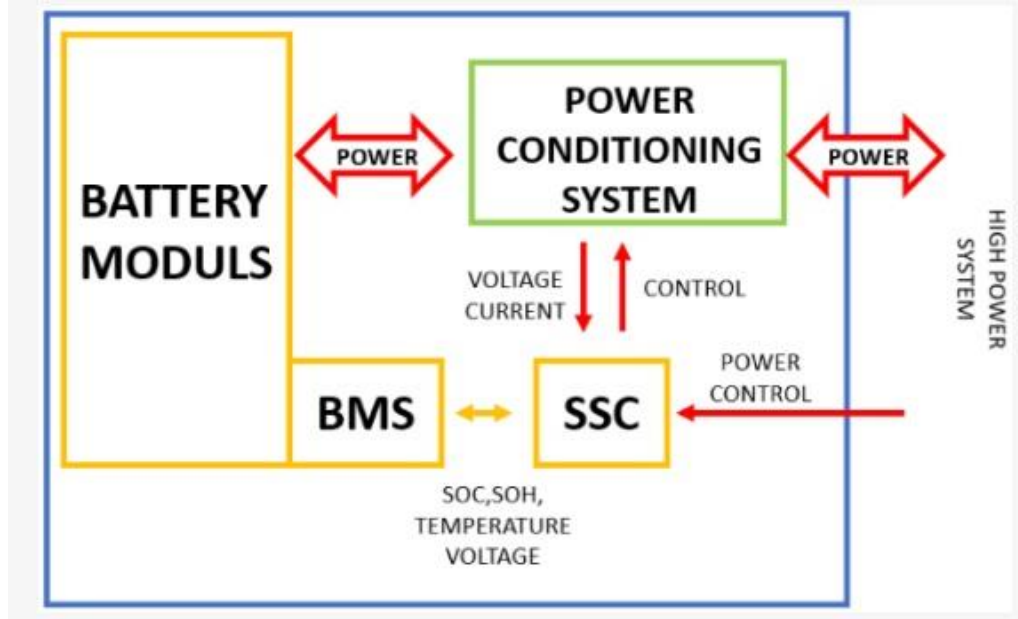 POWER
CONDITIONING
SYSTEM
POWER
POWER
BATTERY
MODULS
HIGH POWER
SYSTEM
VOLTAGE
CURRENT
CONTROL
POWER
CONTROL
BMS
SSC
SOC,SOH,
TEMPERATURE
VOLTAGE